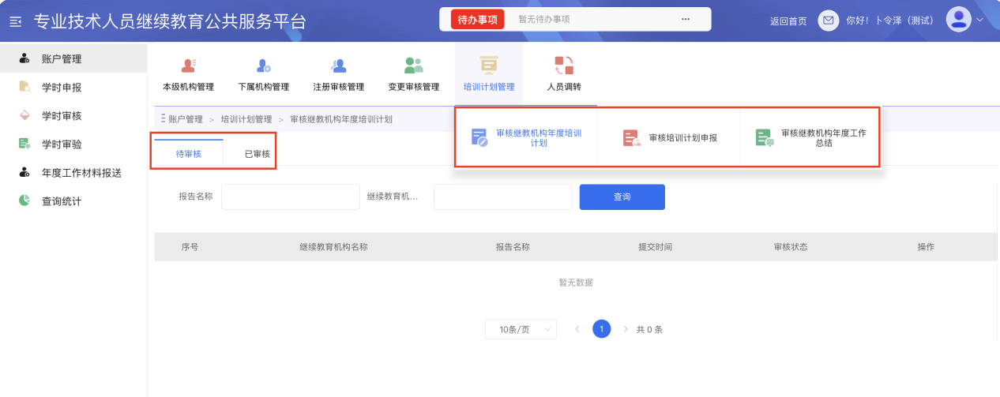 专业技术人员继续教育公共服务平台
待办事项 暂无待办事项 ···
返回首页 你好！卜令泽（测试）
账户管理
学时申报
学时审核
学时审验
年度工作材料报送
查询统计
本级机构管理 下属机构管理 注册审核管理 变更审核管理 培训计划管理 人员调转
账户管理 > 培训计划管理 > 审核继教机构年度培训计划
审核继教机构年度培训
计划
审核培训计划申报
审核继教机构年度工作
总结
待审核 已审核
报告名称 继续教育机... 查询
序号 继续教育机构名称 报告名称 提交时间 审核状态 操作
暂无数据
10条/页 < 1 > 共 0 条